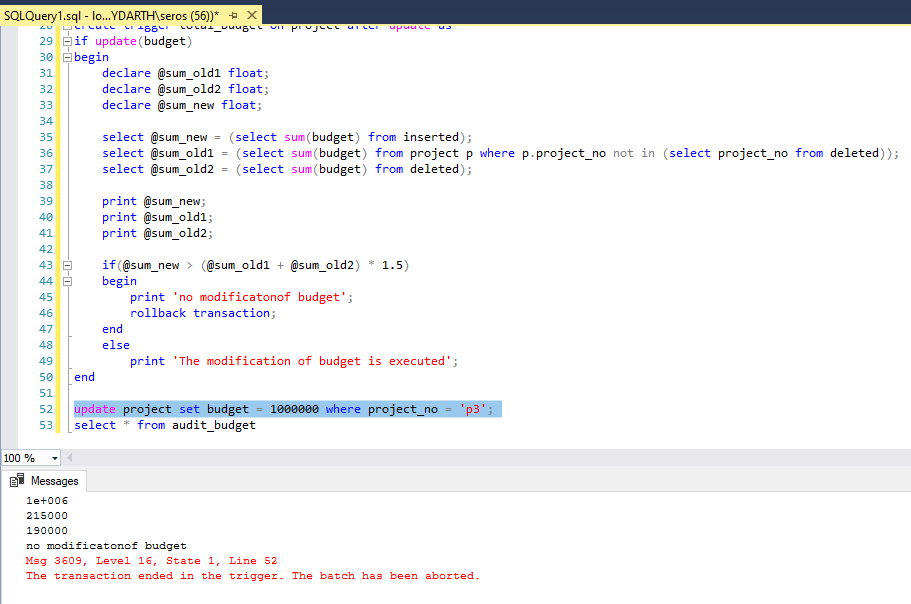 SQLQuery1.sql - lo...YDARTH\seros (56))*
28 create trigger total_budget on project after update as
29 if update(budget)
30 begin
31 declare @sum_old1 float;
32 declare @sum_old2 float;
33 declare @sum_new float;
34
35 select @sum_new = (select sum(budget) from inserted);
36 select @sum_old1 = (select sum(budget) from project p where p.project_no not in (select project_no from deleted));
37 select @sum_old2 = (select sum(budget) from deleted);
38
39 print @sum_new;
40 print @sum_old1;
41 print @sum_old2;
42
43 if(@sum_new > (@sum_old1 + @sum_old2) * 1.5)
44 begin
45 print 'no modificatonof budget';
46 rollback transaction;
47 end
48 else
49 print 'The modification of budget is executed';
50 end
51
52 update project set budget = 1000000 where project_no = 'p3';
53 select * from audit_budget
100 %
Messages
1e+006
215000
190000
no modificatonof budget
Msg 3609, Level 16, State 1, Line 52
The transaction ended in the trigger. The batch has been aborted.